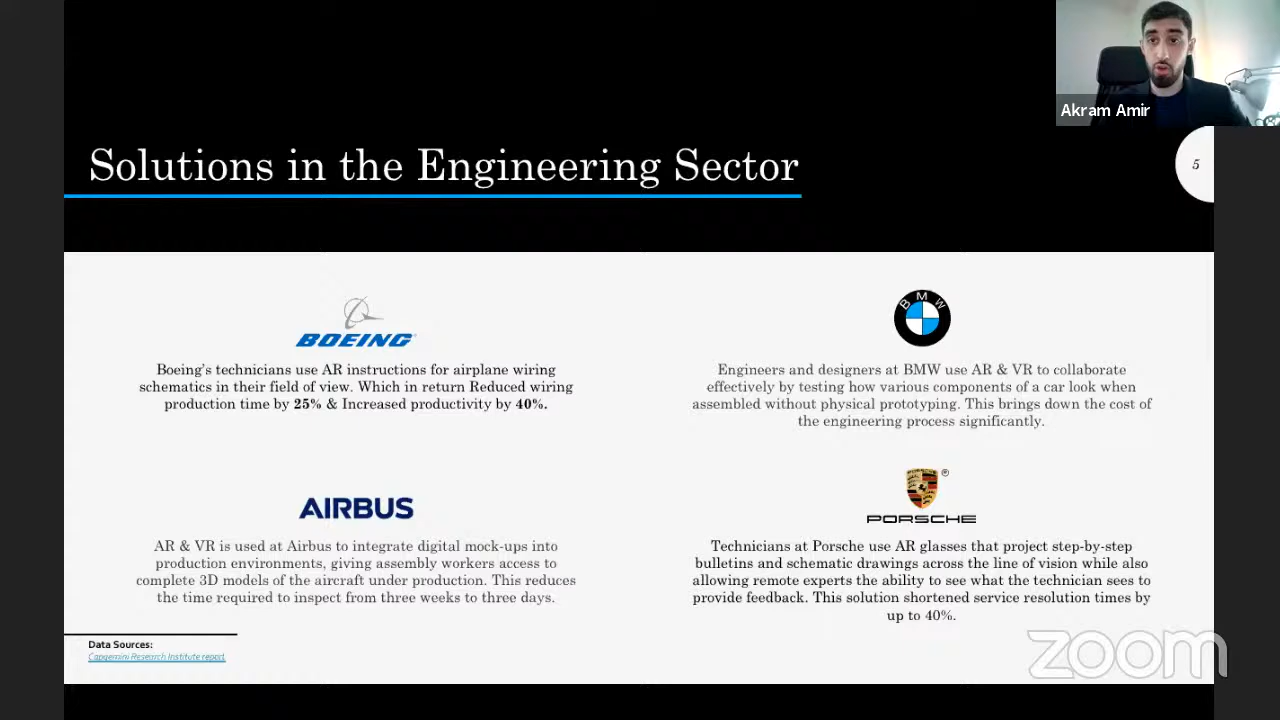 Akram Amir
Solutions in the Engineering Sector
5
BOEING
Boeing's technicians use AR instructions for airplane wiring
schematics in their field of view. Which in return Reduced wiring
production time by 25% & Increased productivity by 40%.
BMW
Engineers and designers at BMW use AR & VR to collaborate
effectively by testing how various components of a car look when
assembled without physical prototyping. This brings down the cost of
the engineering process significantly.
AIRBUS
AR & VR is used at Airbus to integrate digital mock-ups into
production environments, giving assembly workers access to
complete 3D models of the aircraft under production. This reduces
the time required to inspect from three weeks to three days.
PORSCHE
Technicians at Porsche use AR glasses that project step-by-step
bulletins and schematic drawings across the line of vision while also
allowing remote experts the ability to see what the technician sees to
provide feedback. This solution shortened service resolution times by
up to 40%.
Data Sources:
Capgemini Research Institute report
zoom